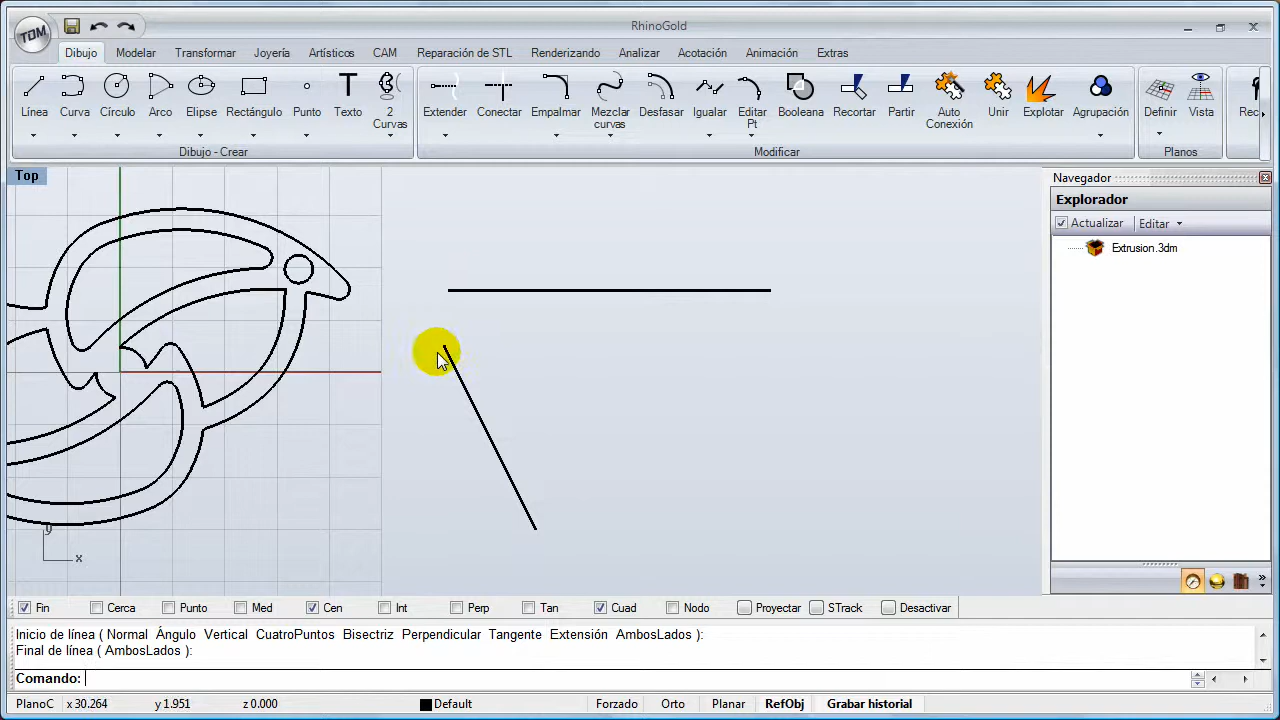 TDM
RhinoGold
Dibujo Modelar Transformar Joyería Artísticos CAM Reparación de STL Renderizando Analizar Acotación Animación Extras
Línea Curva Círculo Arco Elipse Rectángulo Punto Texto 2 Curvas Extender Conectar Empalmar Mezclar curvas Desfasar Igualar Editar Pt Booleana Recortar Partir Auto Conexión Unir Explotar Agrupación Definir Vista
Dibujo - Crear Modificar Planos
Top
Navegador
Explorador
Actualizar Editar
Extrusion.3dm
y
x
Fin Cerca Punto Med Cen Int Perp Tan Cuad Nodo Proyectar STrack Desactivar
Inicio de línea ( Normal Ángulo Vertical CuatroPuntos Bisectriz Perpendicular Tangente Extensión AmbosLados ):
Final de línea ( AmbosLados ):
Comando:
PlanoC x 30.264 y 1.951 z 0.000 Default Forzado Orto Planar RefObj Grabar historial